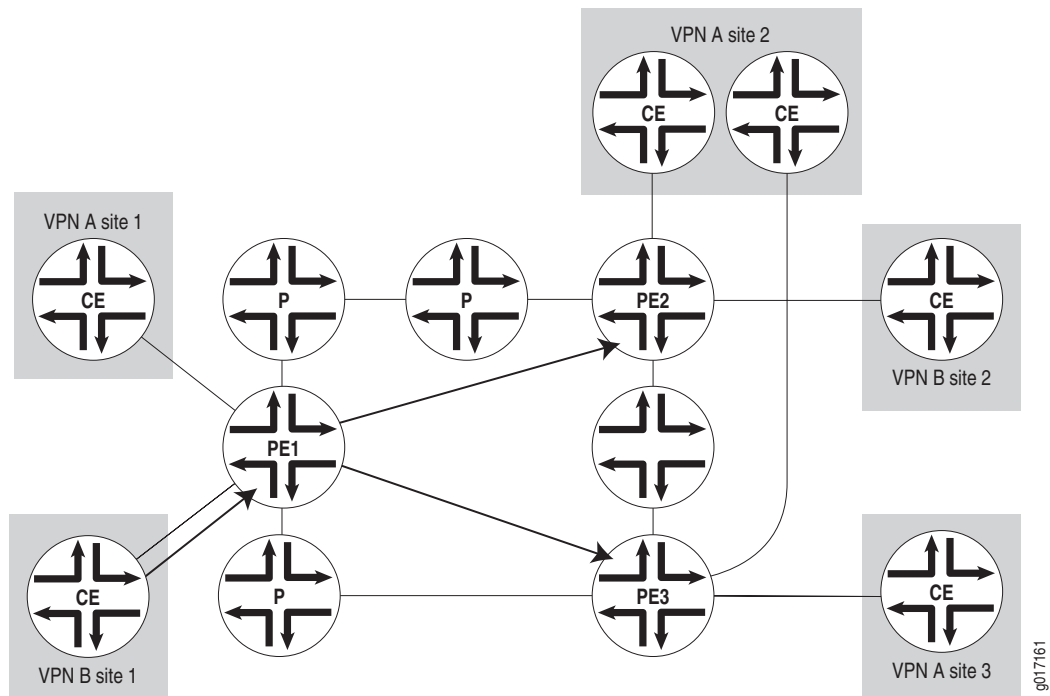 VPN A site 2
CE
CE
VPN A site 1
CE
P
P
PE2
CE
VPN B site 2
PE1
CE
VPN B site 1
P
PE3
CE
VPN A site 3
g017161